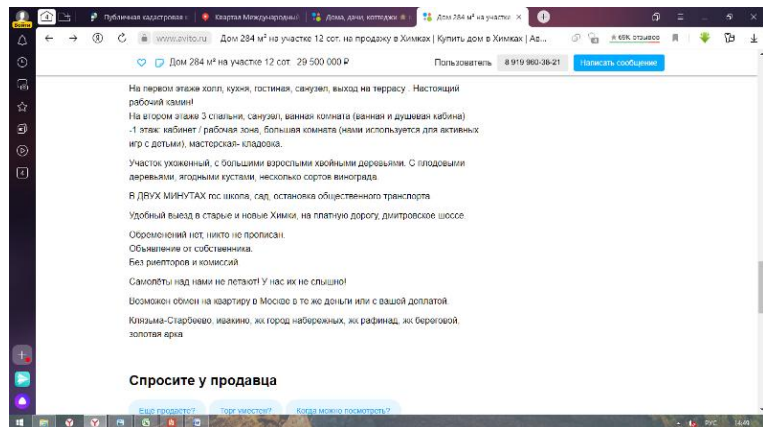 Войти
Публичная кадастровая
Квартал Международный
Дома, дачи, коттеджи
Дом 284 м² на участке
www.avito.ru
Дом 284 м² на участке 12 сот. на продажу в Химках | Купить дом в Химках | Ав...
Дом 284 м² на участке 12 сот 29 500 000 ₽
Пользователь
8 919 960-38-21
Написать сообщение
На первом этаже холл, кухня, гостиная, санузел, выход на террасу . Настоящий
рабочий камин!
На втором этаже 3 спальни, санузел, ванная комната (ванная и душевая кабина)
-1 этаж: кабинет / рабочая зона, большая комната (нами используется для активных
игр с детьми), мастерская- кладовка.
Участок ухоженный, с большими взрослыми хвойными деревьями. С плодовыми
деревьями, ягодными кустами, несколько сортов винограда.
В ДВУХ МИНУТАХ гос школа, сад, остановка общественного транспорта
Удобный выезд в старые и новые Химки, на платную дорогу, дмитровское шоссе.
Обременений нет, никто не прописан.
Объявление от собственника.
Без риелторов и комиссий
Самолёты над нами не летают! У нас их не слышно!
Возможен обмен на квартиру в Москве в те же деньги или с вашей доплатой.
Клязьма-Старбеево, ивакино, жк город набережных, жк рафинад, жк береговой,
золотая арка
Спросите у продавца
Ещё продаёте?
Торг уместен?
Когда можно посмотреть?
РУС
14:49